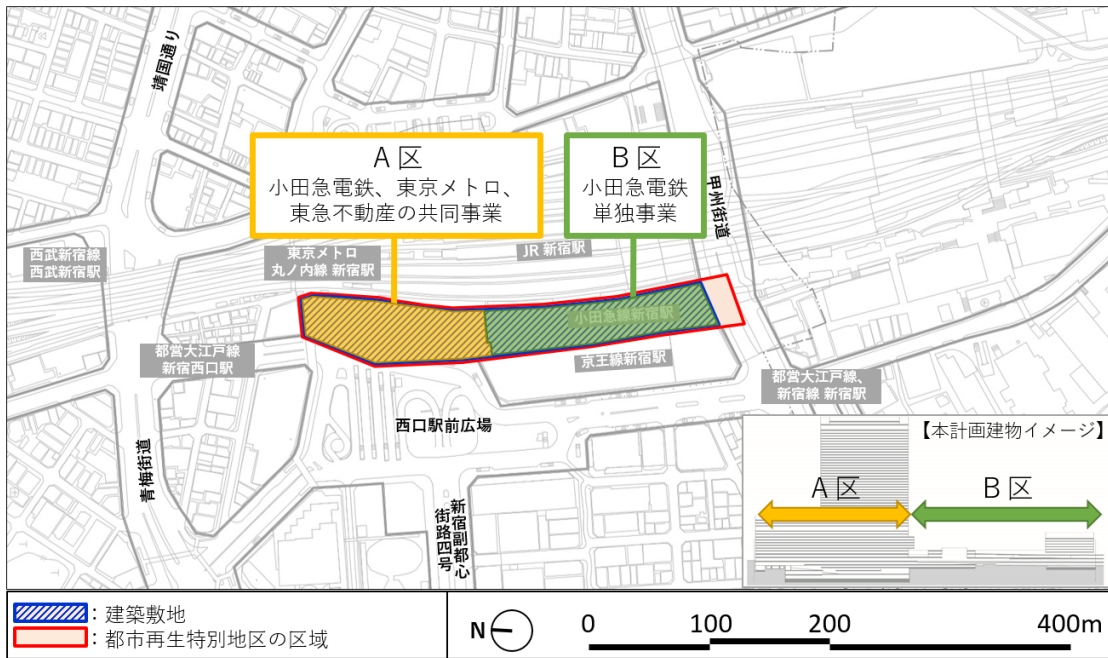 靖国通り
A区
小田急電鉄、東京メトロ、
東急不動産の共同事業
B区
小田急電鉄
単独事業
甲州街道
西武新宿線
西武新宿駅
東京メトロ
丸ノ内線 新宿駅
JR 新宿駅
小田急線新宿駅
都営大江戸線
新宿西口駅
京王線新宿駅
都営大江戸線、
新宿線 新宿駅
西口駅前広場
青梅街道
新宿副都心
街路四号
【本計画建物イメージ】
A区
B区
：建築敷地
：都市再生特別地区の区域
N
0
100
200
400m